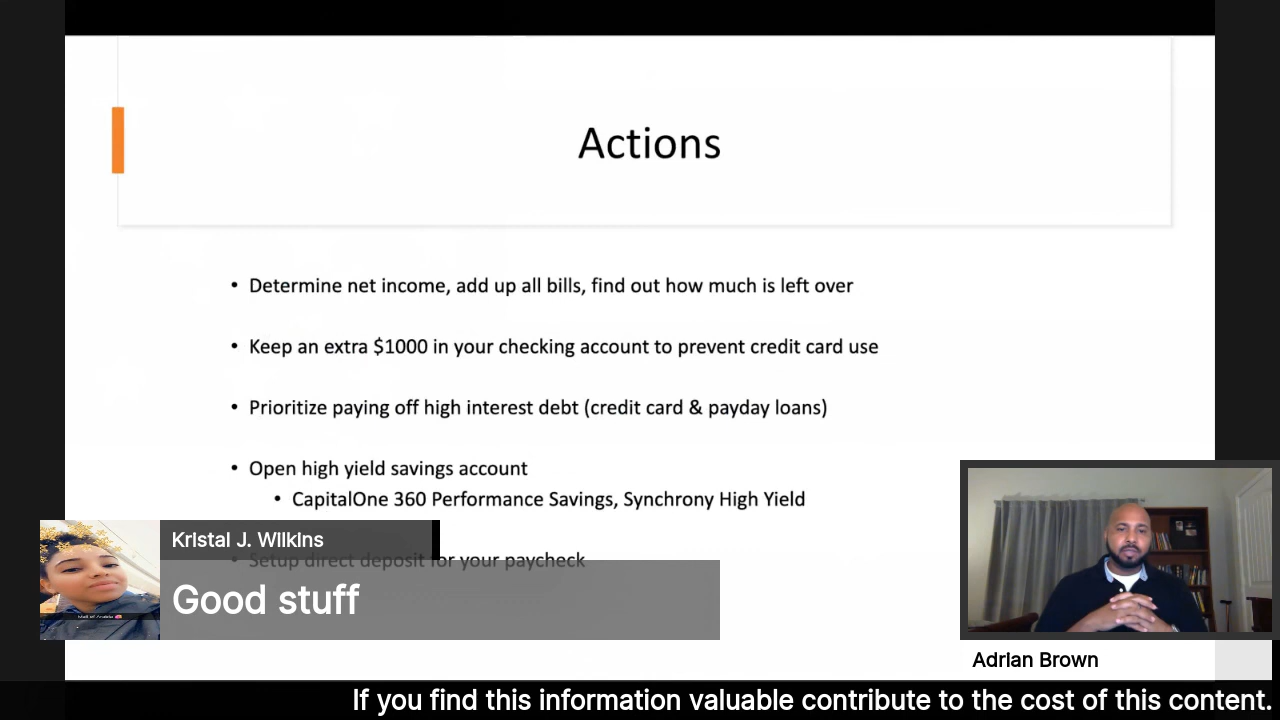 Actions
• Determine net income, add up all bills, find out how much is left over
• Keep an extra $1000 in your checking account to prevent credit card use
• Prioritize paying off high interest debt (credit card & payday loans)
• Open high yield savings account
• CapitalOne 360 Performance Savings, Synchrony High Yield
Kristal J. Wilkins
• Setup direct deposit for your paycheck
Good stuff
Adrian Brown
If you find this information valuable contribute to the cost of this content.